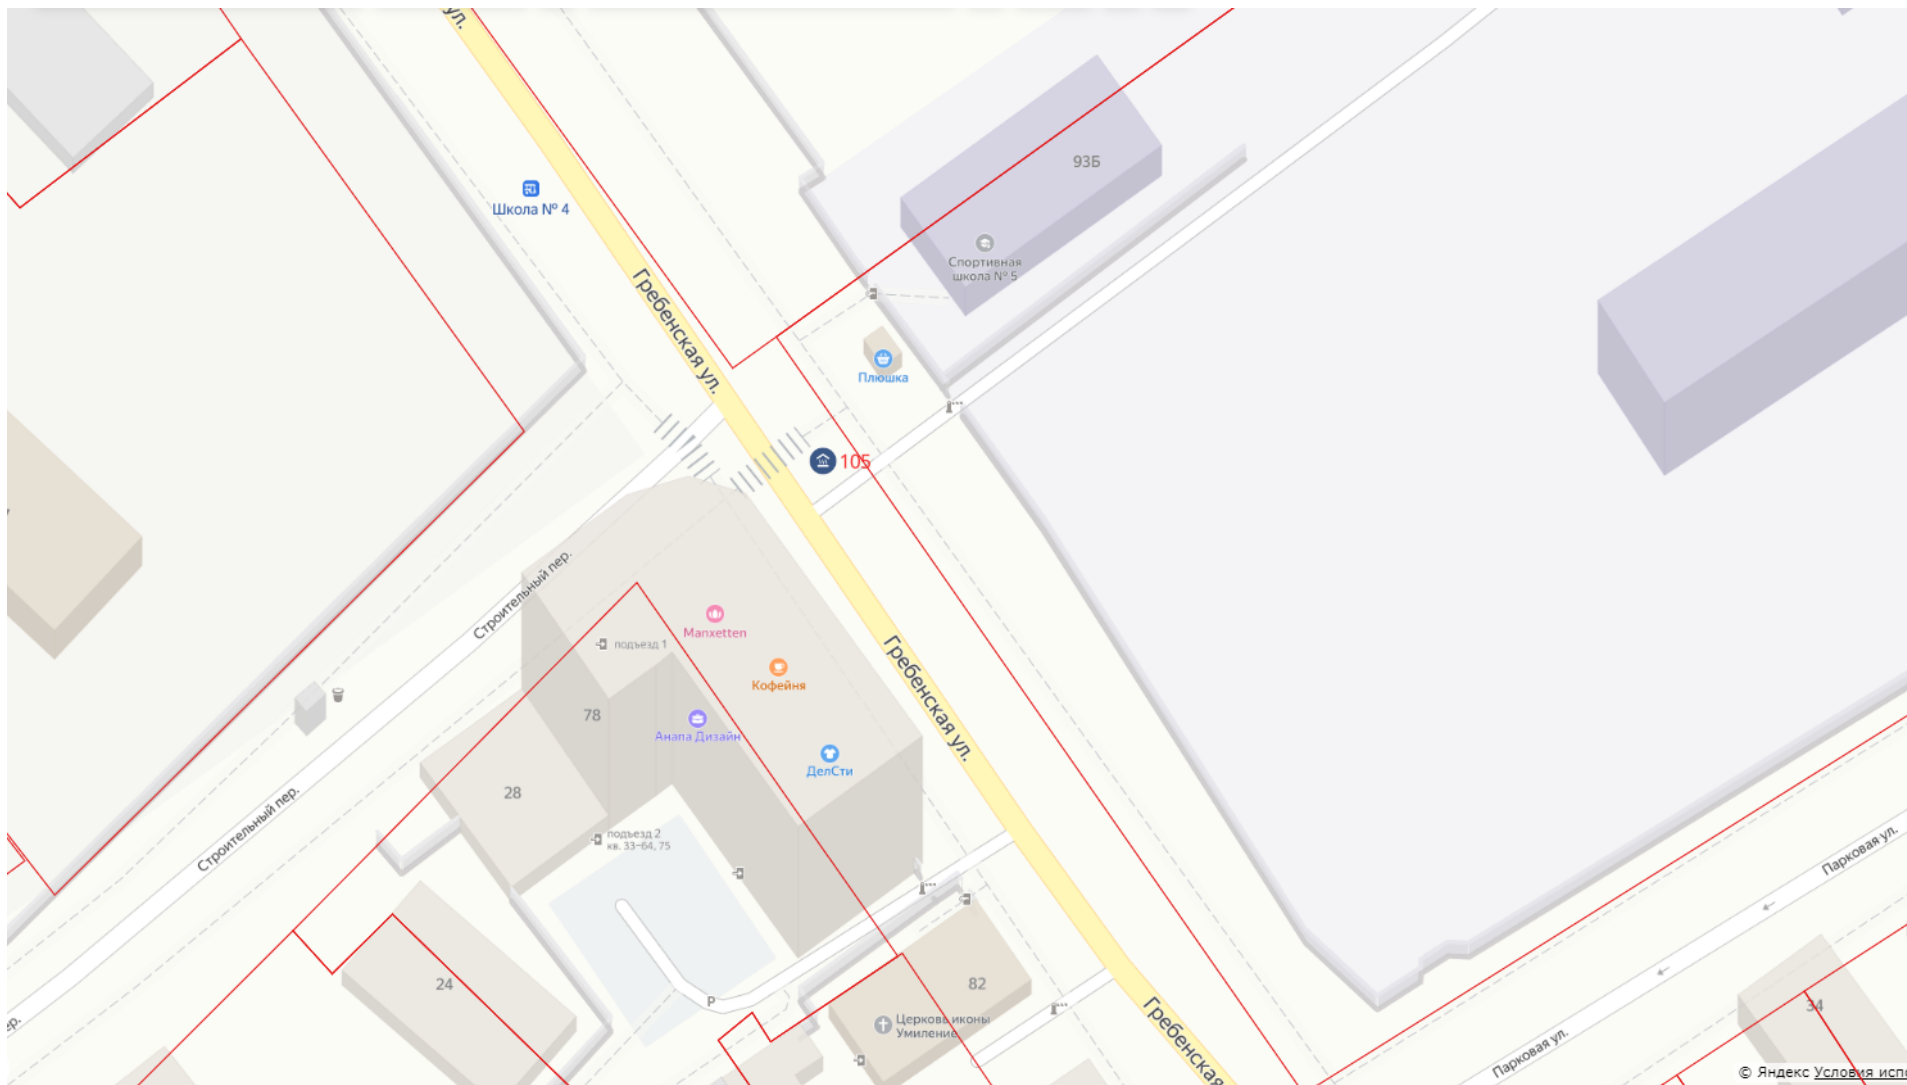 ул.
93Б
Школа № 4
Спортивная
школа № 5
Гребенская ул.
Плюшка
105
Строительный пер.
Manxetten
подъезд 1
Кофейня
78
Анапа Дизайн
ДелСти
Гребенская ул.
28
подъезд 2
кв. 33–64, 75
Строительный пер.
Парковая ул.
24
82
P
Церковь иконы
Умиление
34
Гребенская
Парковая ул.
© Яндекс Условия испо